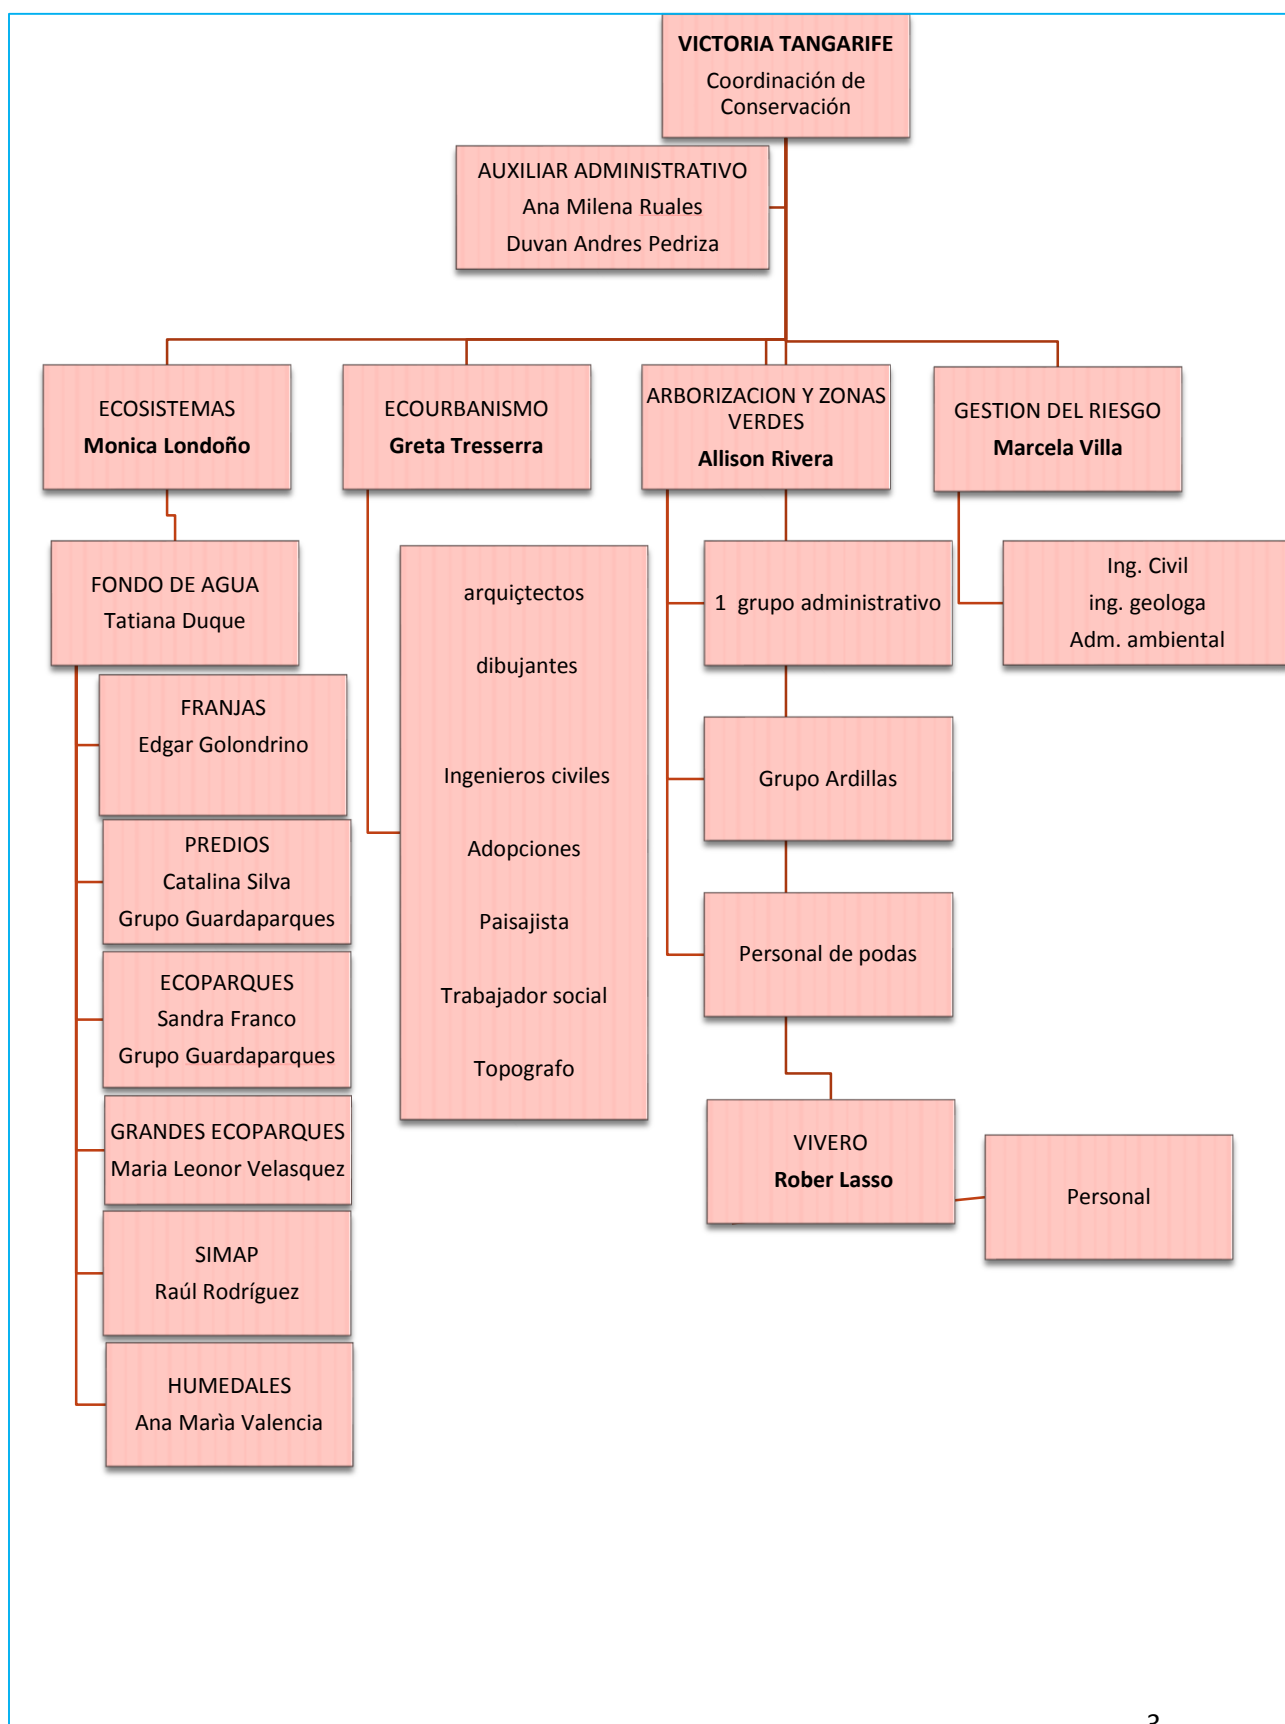 VICTORIA TANGARIFE
Coordinación de
Conservación
AUXILIAR ADMINISTRATIVO
Ana Milena Ruales
Duvan Andres Pedriza
ECOSISTEMAS
Monica Londoño
ECOURBANISMO
Greta Tresserra
ARBORIZACION Y ZONAS
VERDES
Allison Rivera
GESTION DEL RIESGO
Marcela Villa
FONDO DE AGUA
Tatiana Duque
FRANJAS
Edgar Golondrino
PREDIOS
Catalina Silva
Grupo Guardaparques
ECOPARQUES
Sandra Franco
Grupo Guardaparques
GRANDES ECOPARQUES
Maria Leonor Velasquez
SIMAP
Raúl Rodríguez
HUMEDALES
Ana Marìa Valencia
arquiçtectos
dibujantes
Ingenieros civiles
Adopciones
Paisajista
Trabajador social
Topografo
1 grupo administrativo
Grupo Ardillas
Personal de podas
VIVERO
Rober Lasso
Personal
Ing. Civil
ing. geologa
Adm. ambiental
3